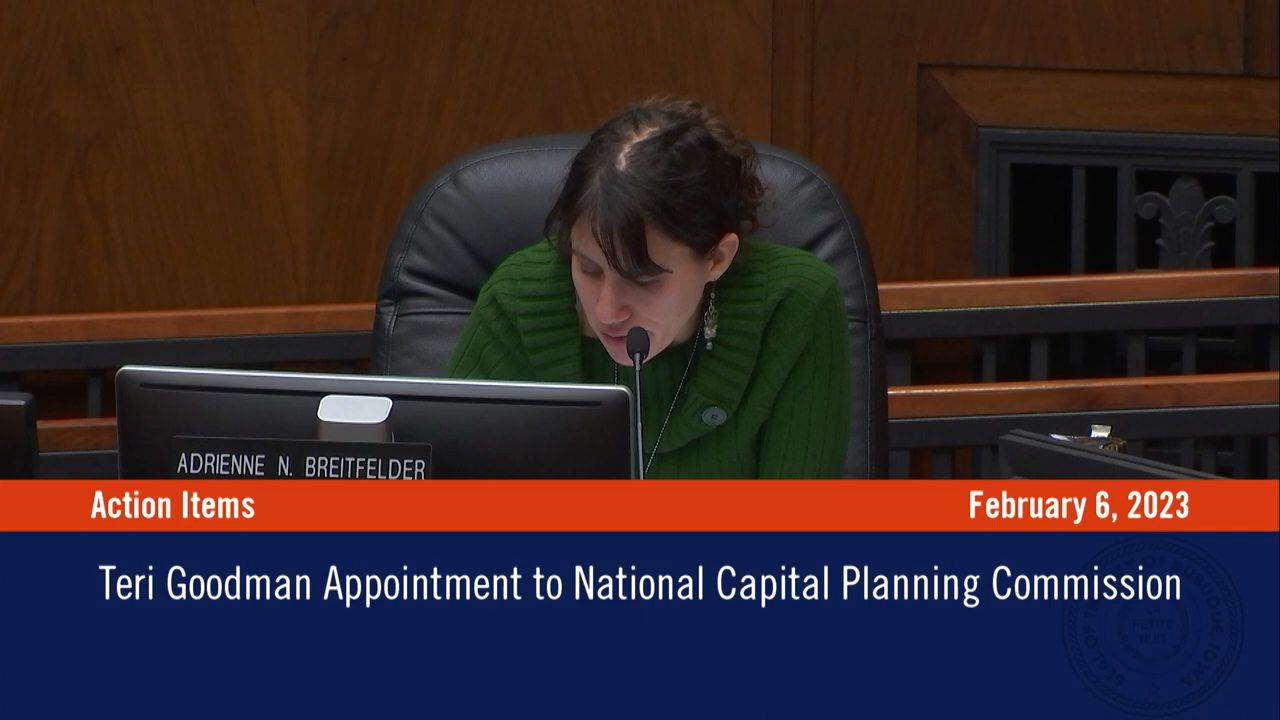 ADRIENNE N. BREITFELDER
Action Items
February 6, 2023
Teri Goodman Appointment to National Capital Planning Commission